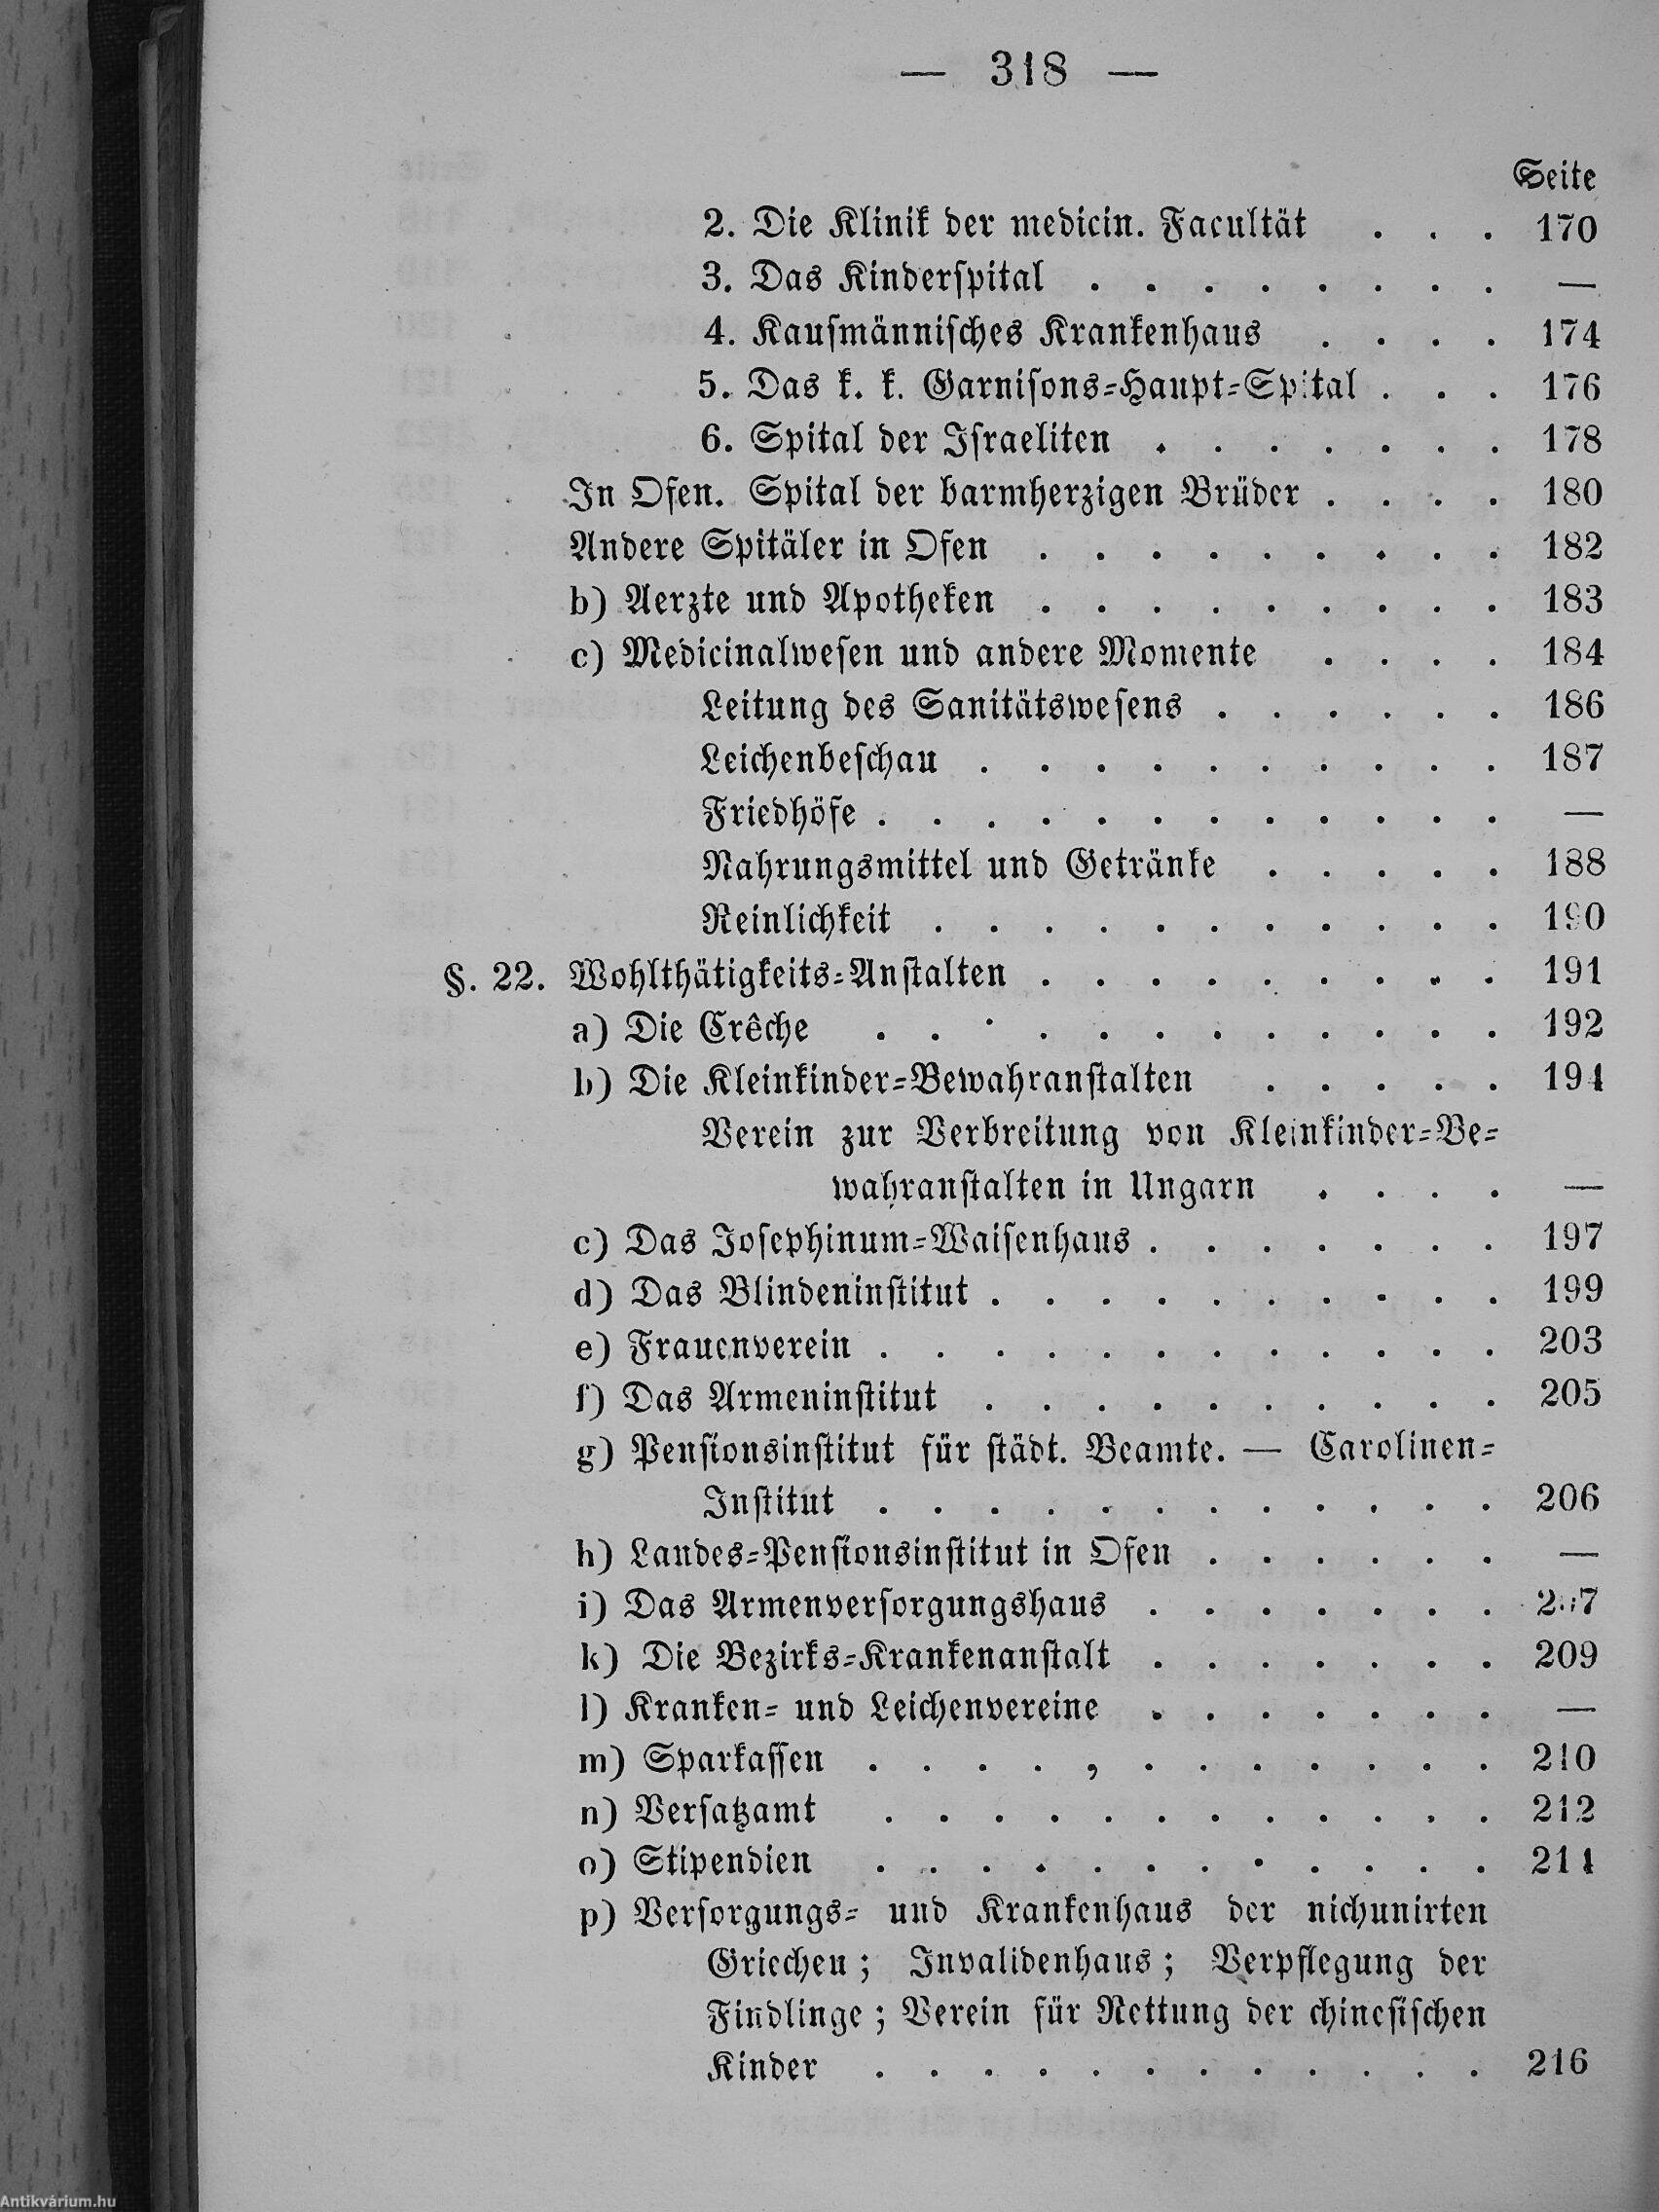 — 318 —
Seite
2. Die Klinik der medicin. Facultät . . . 170
3. Das Kinderspital . . . . . . . . —
4. Kaufmännisches Krankenhaus . . . . 174
5. Das k. k. Garnisons-Haupt-Spital . . . 176
6. Spital der Israeliten . . . . . . . 178
In Ofen. Spital der barmherzigen Brüder . . . . 180
Andere Spitäler in Ofen . . . . . . . . . 182
b) Aerzte und Apotheken . . . . . . . . . 183
c) Medicinalwesen und andere Momente . . . . 184
Leitung des Sanitätswesens . . . . . . 186
Leichenbeschau . . . . . . . . . . 187
Friedhöfe . . . . . . . . . . . . —
Nahrungsmittel und Getränke . . . . . 188
Reinlichkeit . . . . . . . . . . . 190
§. 22. Wohlthätigkeits-Anstalten . . . . . . . . . 191
a) Die Crêche . . . . . . . . . . . . 192
b) Die Kleinkinder-Bewahranstalten . . . . . 194
Verein zur Verbreitung von Kleinkinder-Be-
wahranstalten in Ungarn . . . . —
c) Das Josephinum-Waisenhaus . . . . . . . 197
d) Das Blindeninstitut . . . . . . . . . . 199
e) Frauenverein . . . . . . . . . . . . 203
f) Das Armeninstitut . . . . . . . . . . 205
g) Pensionsinstitut für städt. Beamte. — Carolinen-
Institut . . . . . . . . . . . . 206
h) Landes-Pensionsinstitut in Ofen . . . . . . —
i) Das Armenversorgungshaus . . . . . . . 207
k) Die Bezirks-Krankenanstalt . . . . . . . 209
l) Kranken- und Leichenvereine . . . . . . . —
m) Sparkassen . . . . , . . . . . . . 210
n) Versatzamt . . . . . . . . . . . . 212
o) Stipendien . . . . . . . . . . . . 214
p) Versorgungs- und Krankenhaus der nichunirten
Griechen; Invalidenhaus; Verpflegung der
Findlinge; Verein für Rettung der chinesischen
Kinder . . . . . . . . . . . . 216
Antikvárium.hu